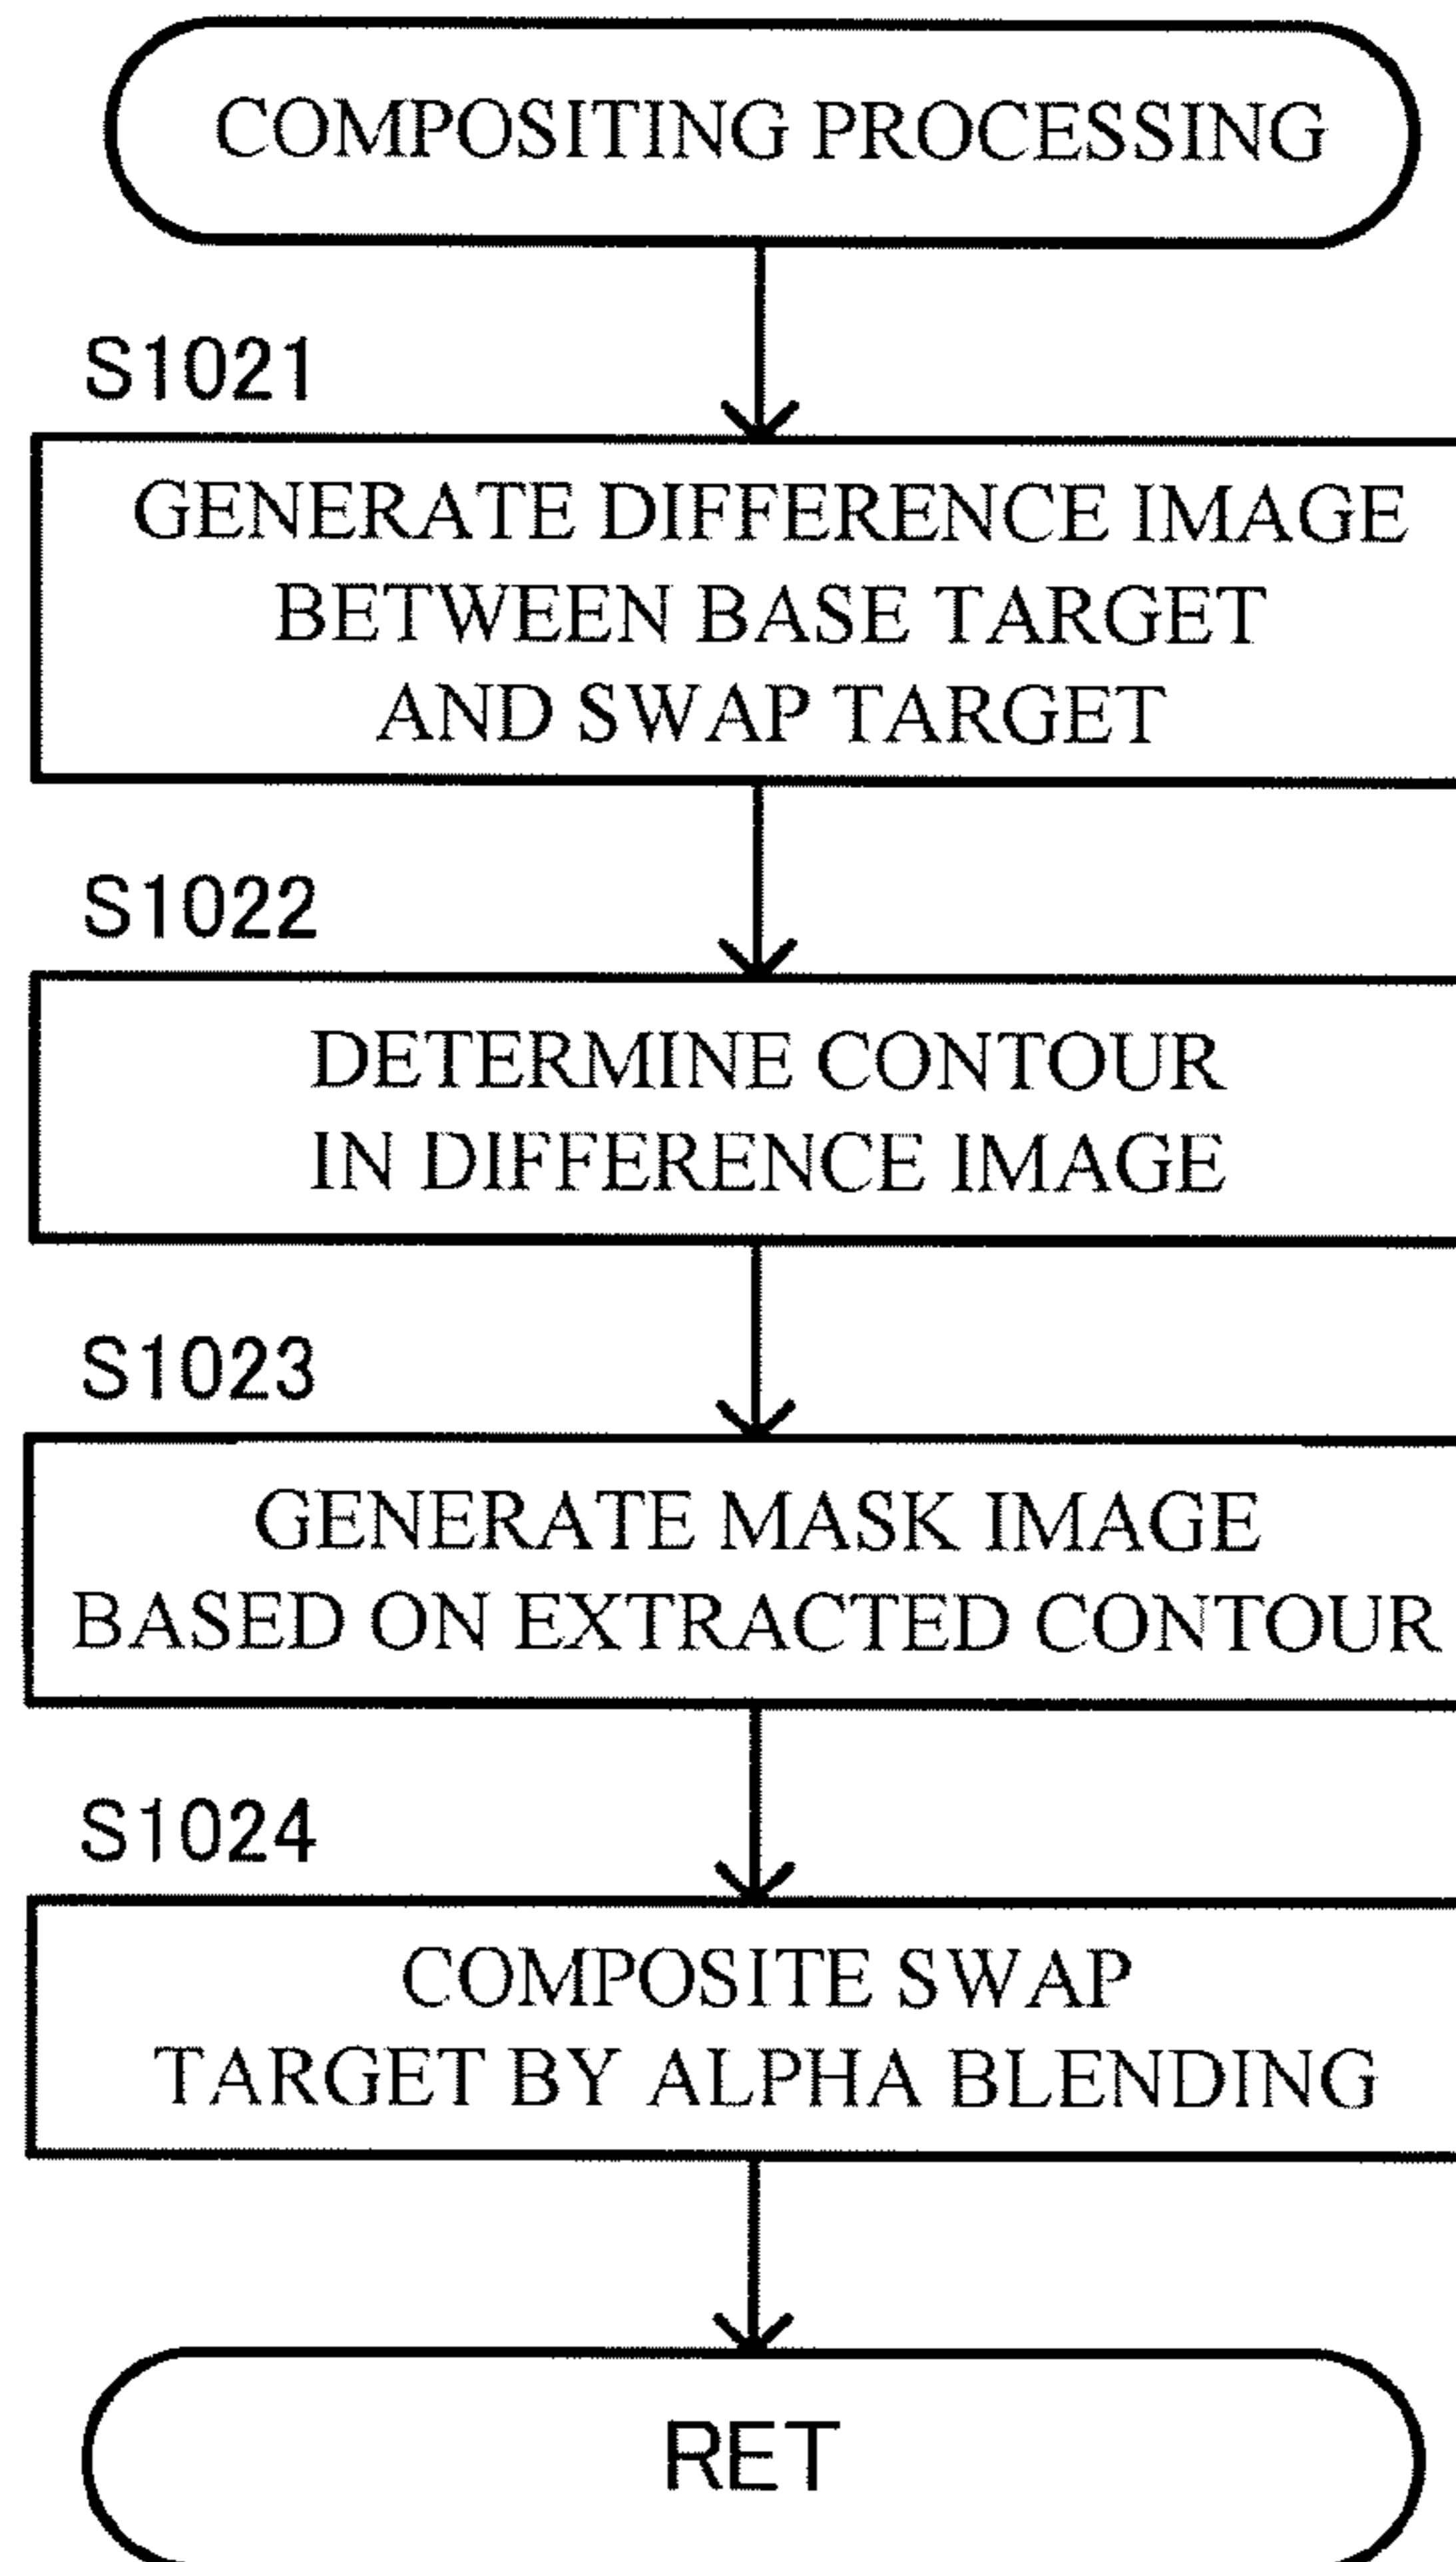 COMPOSITING PROCESSING
S1021
GENERATE DIFFERENCE IMAGE
BETWEEN BASE TARGET
AND SWAP TARGET
S1022
DETERMINE CONTOUR
IN DIFFERENCE IMAGE
S1023
GENERATE MASK IMAGE
BASED ON EXTRACTED CONTOUR
S1024
COMPOSITE SWAP
TARGET BY ALPHA BLENDING
RET